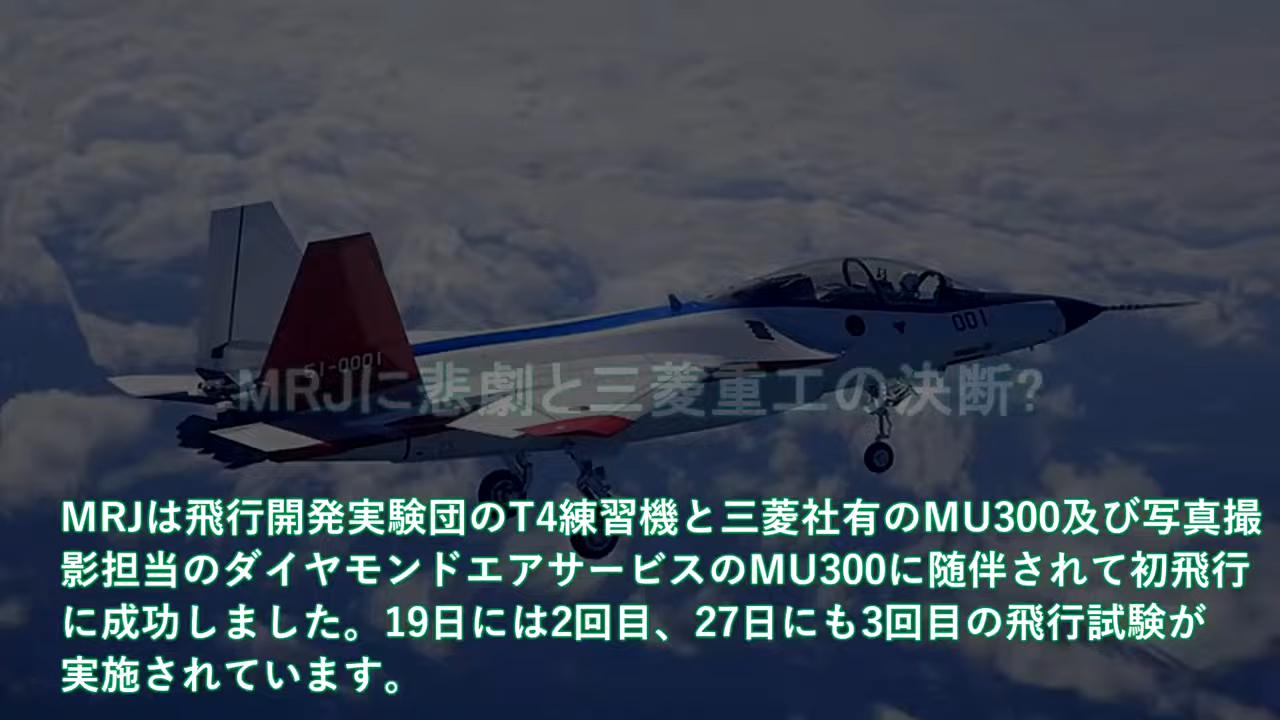 001
51-0001
MRJに悲劇と三菱重工の決断?
MRJは飛行開発実験団のT4練習機と三菱社有のMU300及び写真撮
影担当のダイヤモンドエアサービスのMU300に随伴されて初飛行
に成功しました。19日には2回目、27日にも3回目の飛行試験が
実施されています。